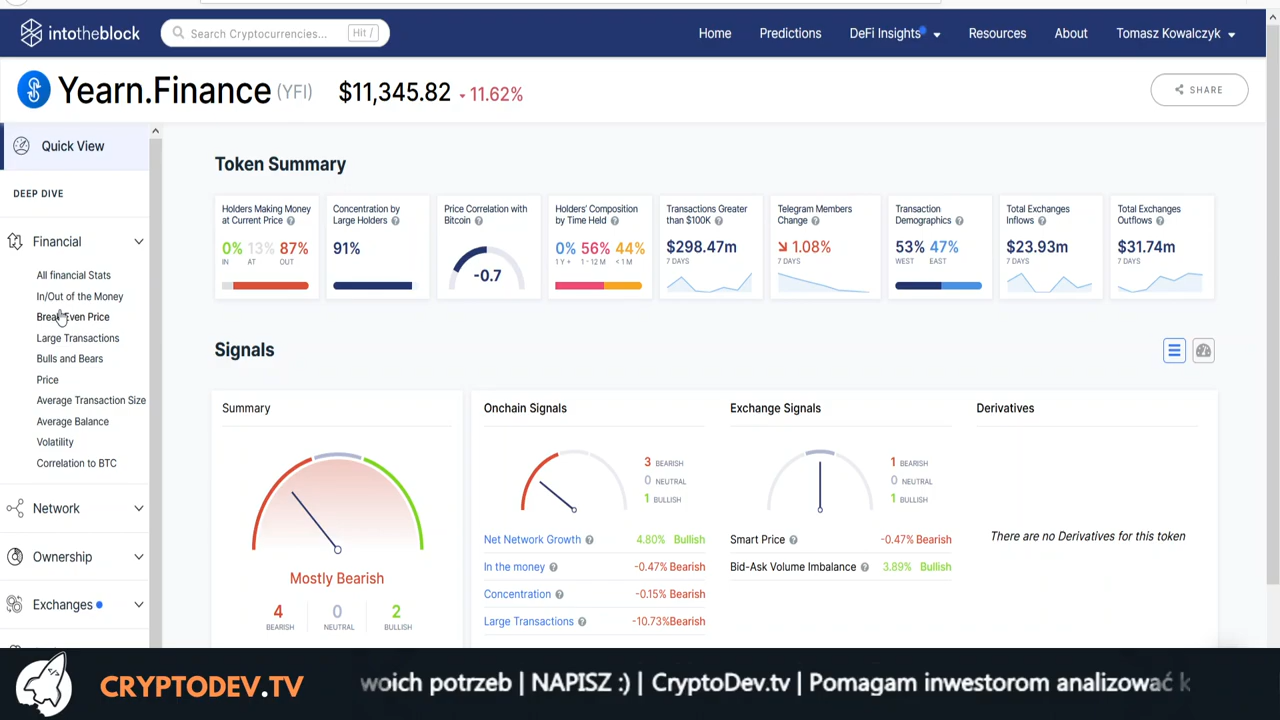 intotheblock
Search Cryptocurrencies...
Hit /
Home
Predictions
DeFi Insights
Resources
About
Tomasz Kowalczyk
Yearn.Finance (YFI) $11,345.82 11.62%
SHARE
Quick View
DEEP DIVE
Financial
All financial Stats
In/Out of the Money
Break Even Price
Large Transactions
Bulls and Bears
Price
Average Transaction Size
Average Balance
Volatility
Correlation to BTC
Network
Ownership
Exchanges
Token Summary
Holders Making Money
at Current Price ?
0% 13% 87%
IN AT OUT
Concentration by
Large Holders ?
91%
Price Correlation with
Bitcoin ?
-0.7
Holders' Composition
by Time Held ?
0% 56% 44%
1 Y + 1 - 12 M < 1 M
Transactions Greater
than $100K ?
$298.47m
7 DAYS
Telegram Members
Change ?
1.08%
7 DAYS
Transaction
Demographics ?
53% 47%
WEST EAST
Total Exchanges
Inflows ?
$23.93m
7 DAYS
Total Exchanges
Outflows ?
$31.74m
7 DAYS
Signals
Summary
Mostly Bearish
4 0 2
BEARISH NEUTRAL BULLISH
Onchain Signals
3 BEARISH
0 NEUTRAL
1 BULLISH
Net Network Growth ? 4.80% Bullish
In the money ? -0.47% Bearish
Concentration ? -0.15% Bearish
Large Transactions ? -10.73%Bearish
Exchange Signals
1 BEARISH
0 NEUTRAL
1 BULLISH
Smart Price ? -0.47% Bearish
Bid-Ask Volume Imbalance ? 3.89% Bullish
Derivatives
There are no Derivatives for this token
CRYPTODEV.TV
woich potrzeb | NAPISZ :) | CryptoDev.tv | Pomagam inwestorom analizować k